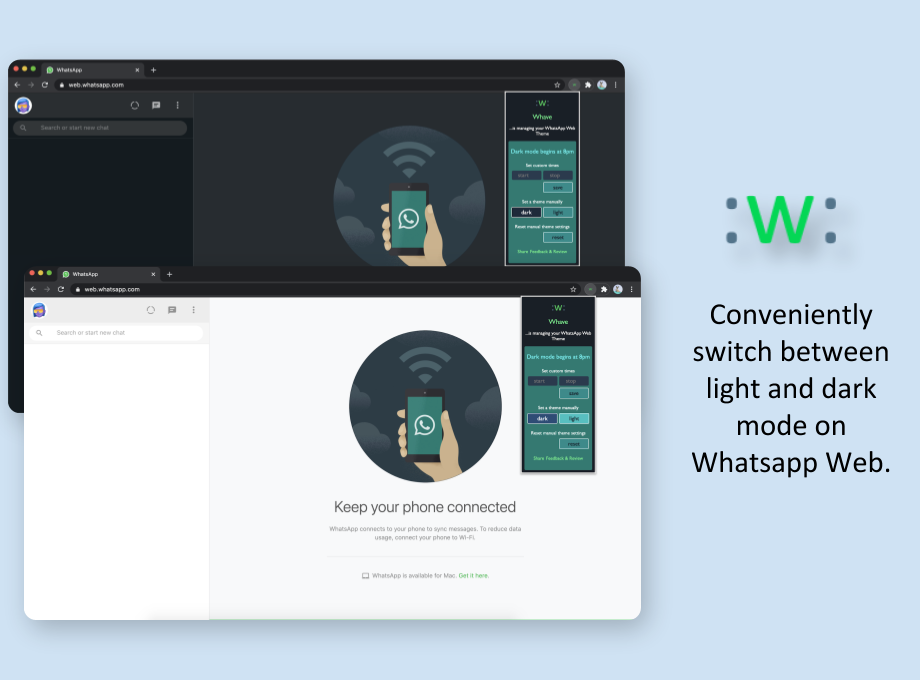 WhatsApp
web.whatsapp.com
Search or start new chat
:W:
Whave
...is managing your WhatsApp Web
Theme
Dark mode begins at 8pm
Set custom times
start stop
save
Set a theme manually
dark light
Reset manual theme settings
reset
Share Feedback & Review
WhatsApp
web.whatsapp.com
Search or start new chat
:W:
Whave
...is managing your WhatsApp Web
Theme
Dark mode begins at 8pm
Set custom times
start stop
save
Set a theme manually
dark light
Reset manual theme settings
reset
Share Feedback & Review
Keep your phone connected
WhatsApp connects to your phone to sync messages. To reduce data
usage, connect your phone to Wi-Fi.
WhatsApp is available for Mac. Get it here.
:W:
Conveniently
switch between
light and dark
mode on
Whatsapp Web.